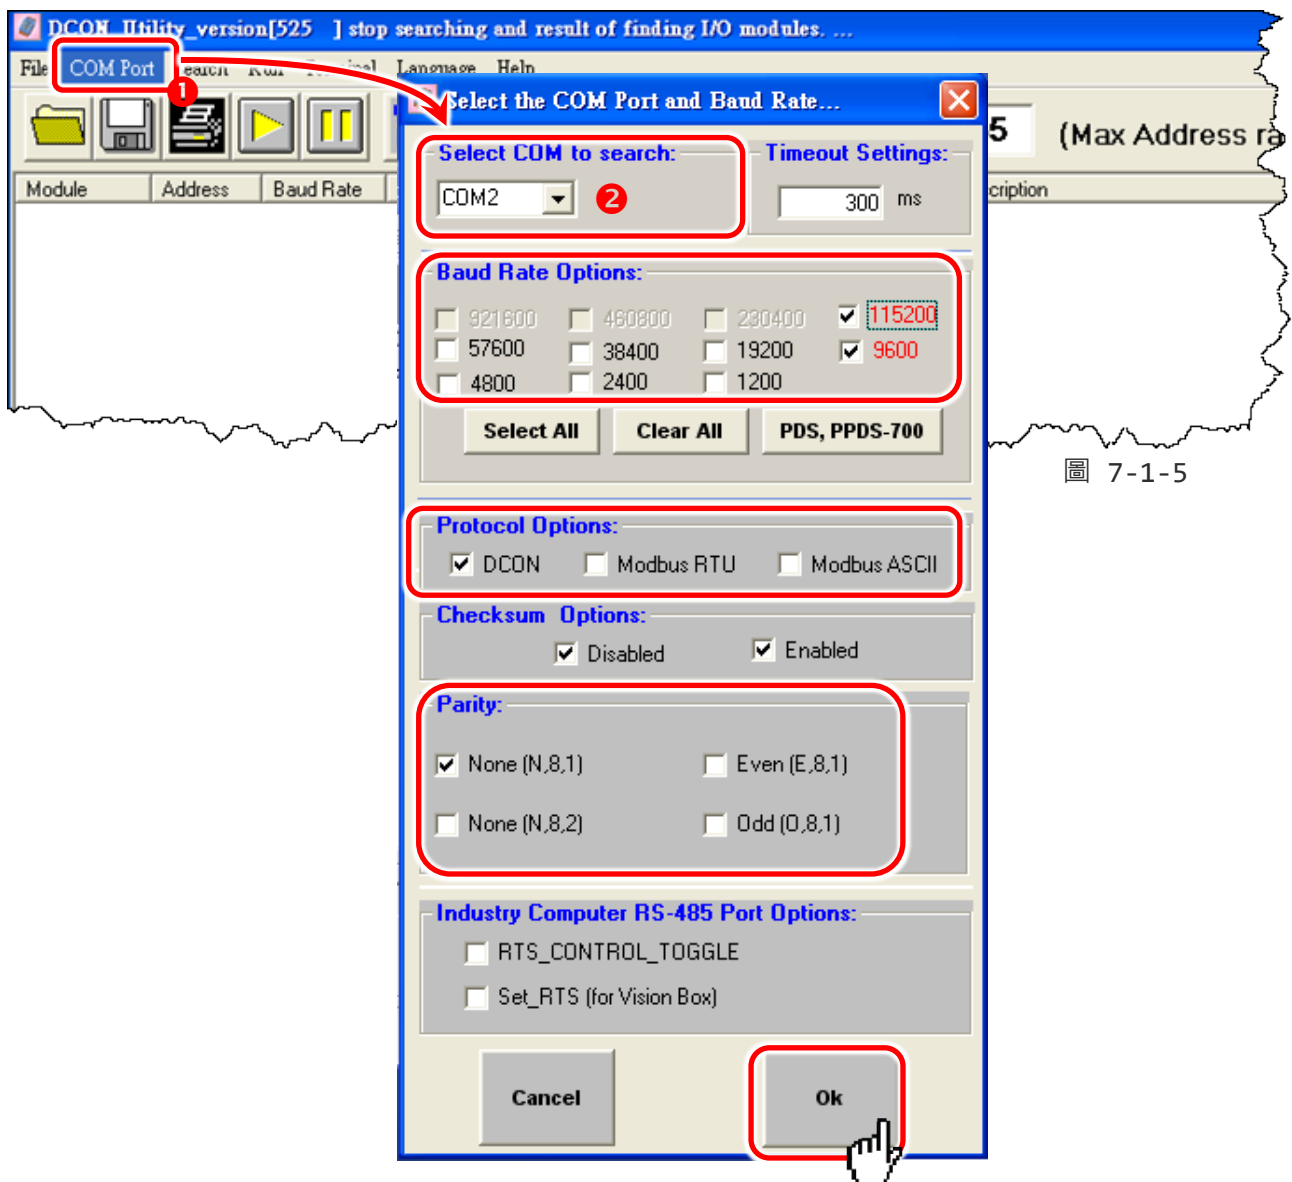 DCON_Utility_version[525 ] stop searching and result of finding I/O modules. ...
File COM Port Search Run Terminal Language Help
1
Select the COM Port and Baud Rate...
5 (Max Address ra
Module Address Baud Rate
cription
Select COM to search:
COM2
2
Timeout Settings:
300 ms
Baud Rate Options:
921600 460800 230400 115200
57600 38400 19200 9600
4800 2400 1200
Select All Clear All PDS, PPDS-700
圖 7-1-5
Protocol Options:
DCON Modbus RTU Modbus ASCII
Checksum Options:
Disabled Enabled
Parity:
None (N,8,1) Even (E,8,1)
None (N,8,2) Odd (O,8,1)
Industry Computer RS-485 Port Options:
RTS_CONTROL_TOGGLE
Set_RTS (for Vision Box)
Cancel Ok